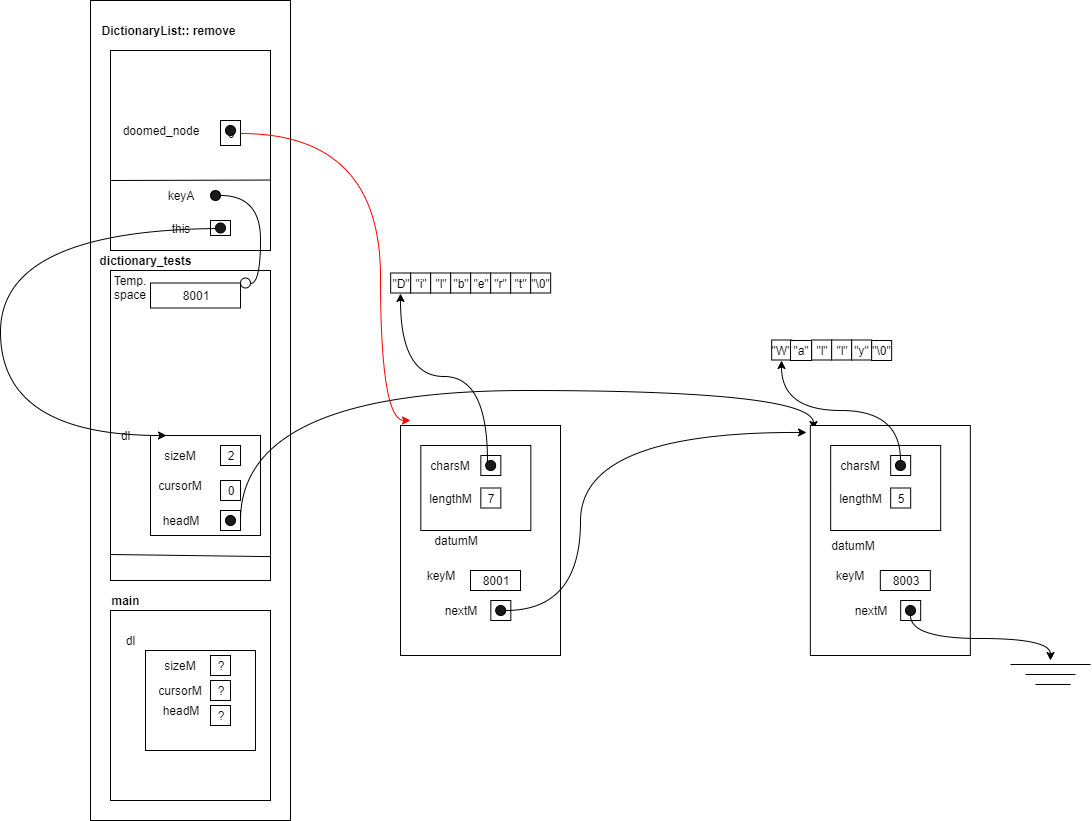 DictionaryList:: remove
doomed_node
keyA
this
dictionary_tests
Temp.
space
8001
dl
sizeM 2
cursorM 0
headM
main
dl
sizeM ?
cursorM ?
headM ?
"D" "i" "l" "b" "e" "r" "t" "\0"
charsM
lengthM 7
datumM
keyM 8001
nextM
"W" "a" "l" "l" "y" "\0"
charsM
lengthM 5
datumM
keyM 8003
nextM